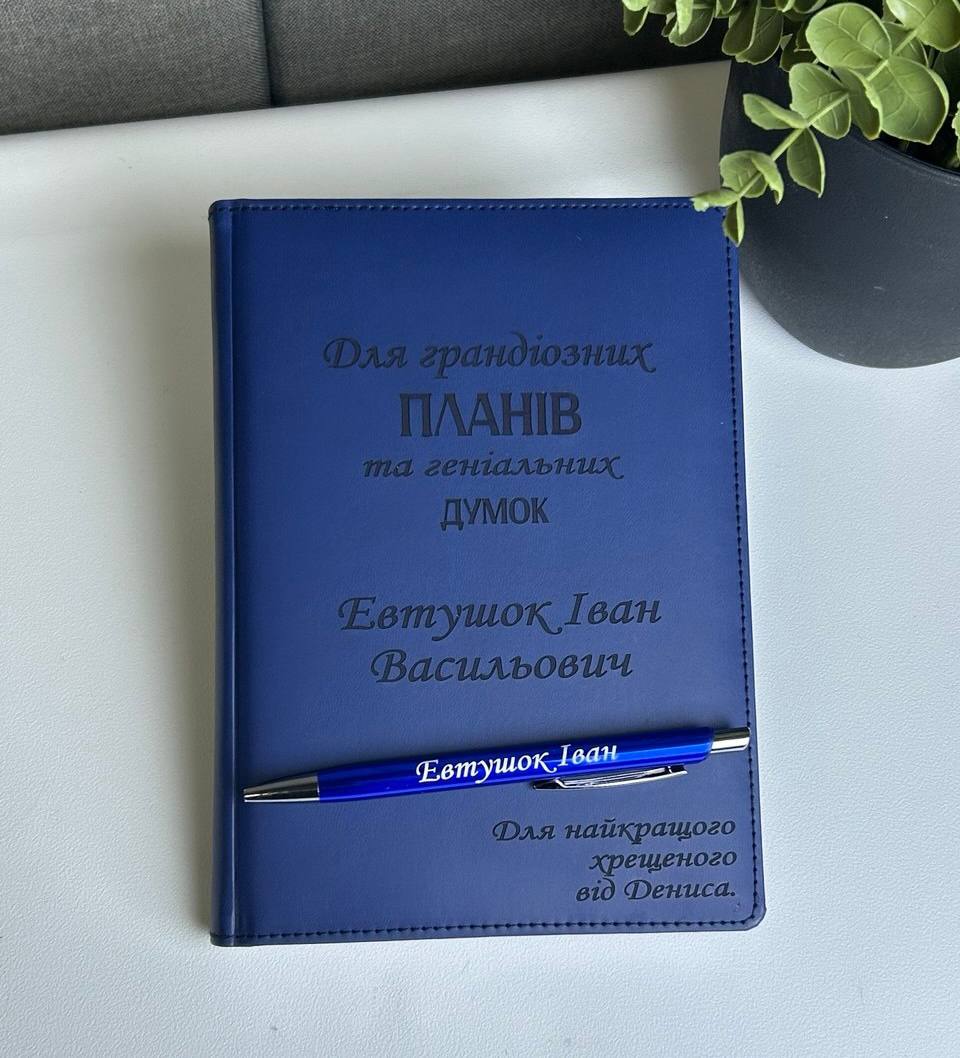 Для грандіозних
ПЛАНІВ
та геніальних
ДУМОК
Евтушок Іван
Васильович
Евтушок Іван
Для найкращого
хрещеного
від Дениса.